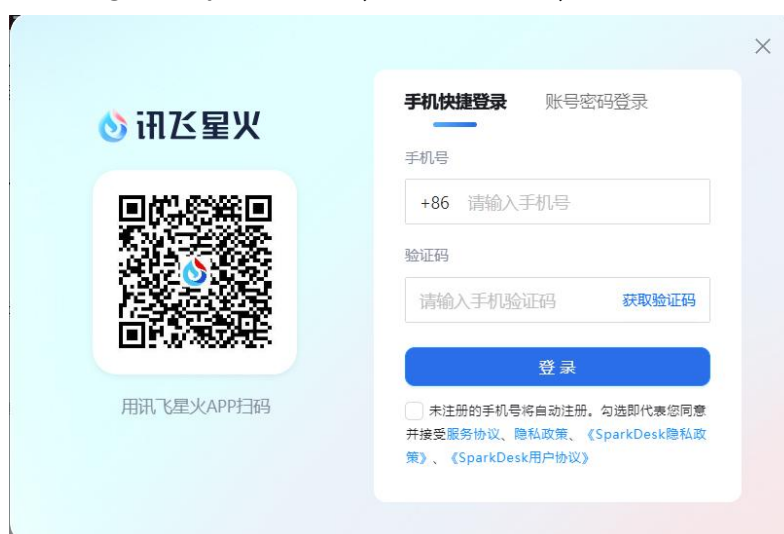 讯飞星火
用讯飞星火APP扫码
手机快捷登录 账号密码登录
手机号
+86 请输入手机号
验证码
请输入手机验证码 获取验证码
登录
未注册的手机号将自动注册。勾选即代表您同意
并接受服务协议、隐私政策、《SparkDesk隐私政
策》、《SparkDesk用户协议》